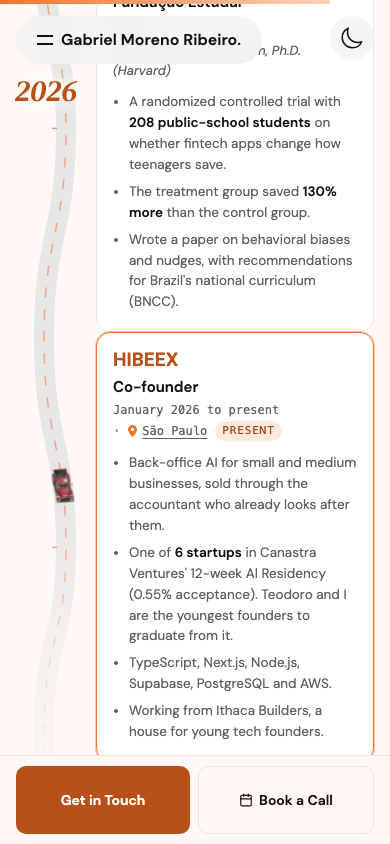 Fundação Estudar
Gabriel Moreno Ribeiro.
n, Ph.D.
(Harvard)
2026
A randomized controlled trial with
208 public-school students on
whether fintech apps change how
teenagers save.
The treatment group saved 130%
more than the control group.
Wrote a paper on behavioral biases
and nudges, with recommendations
for Brazil's national curriculum
(BNCC).
HIBEEX
Co-founder
January 2026 to present
· São Paulo PRESENT
Back-office AI for small and medium
businesses, sold through the
accountant who already looks after
them.
One of 6 startups in Canastra
Ventures' 12-week AI Residency
(0.55% acceptance). Teodoro and I
are the youngest founders to
graduate from it.
TypeScript, Next.js, Node.js,
Supabase, PostgreSQL and AWS.
Working from Ithaca Builders, a
house for young tech founders.
Get in Touch
Book a Call